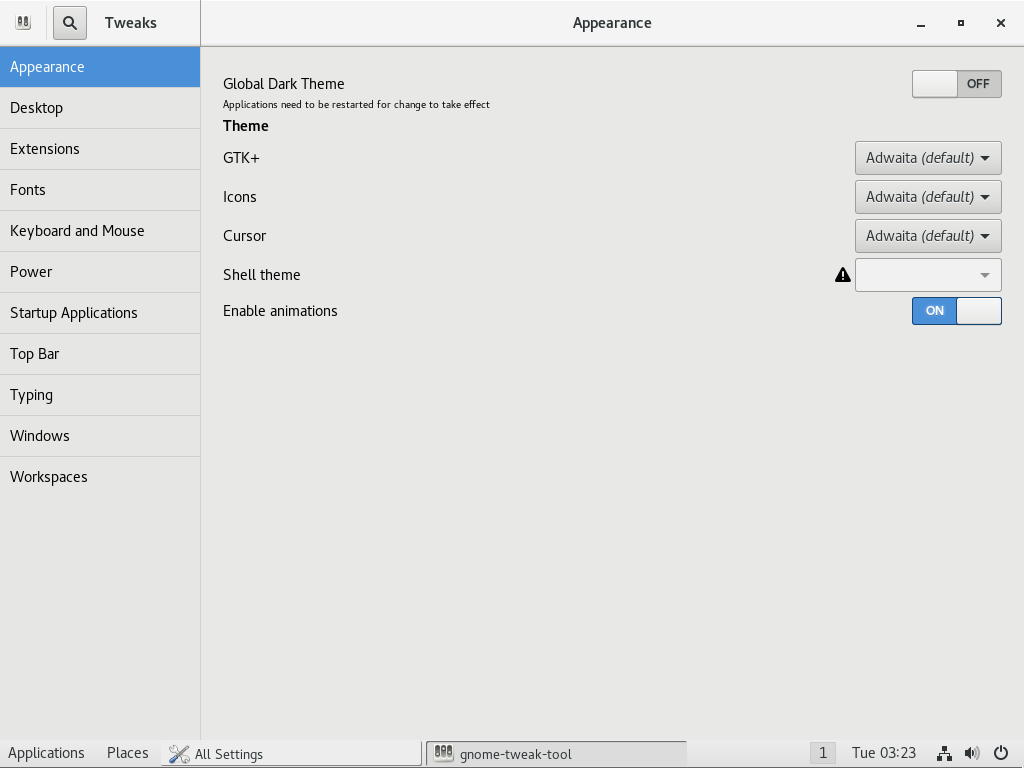 Tweaks
Appearance
Appearance
Desktop
Extensions
Fonts
Keyboard and Mouse
Power
Startup Applications
Top Bar
Typing
Windows
Workspaces
Global Dark Theme
OFF
Applications need to be restarted for change to take effect
Theme
GTK+
Adwaita (default)
Icons
Adwaita (default)
Cursor
Adwaita (default)
Shell theme
Enable animations
ON
Applications
Places
All Settings
gnome-tweak-tool
1
Tue 03:23